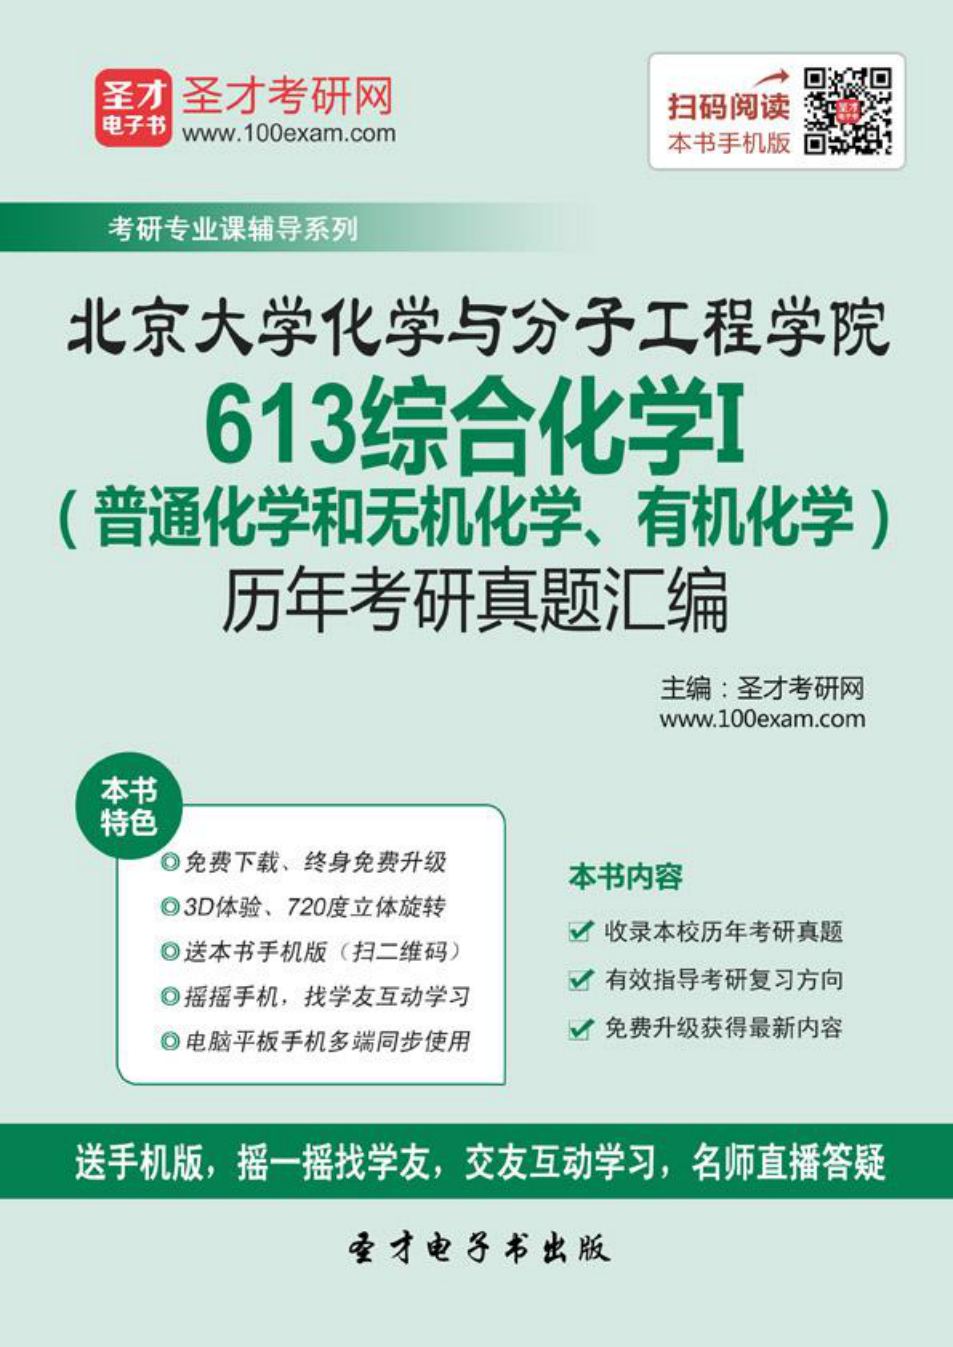 圣才
电子书
圣才考研网
www.100exam.com
扫码阅读
本书手机版
圣才
电子书
考研专业课辅导系列
北京大学化学与分子工程学院
613综合化学I
（普通化学和无机化学、有机化学）
历年考研真题汇编
主编：圣才考研网
www.100exam.com
本书
特色
◎免费下载、终身免费升级
◎3D体验、720度立体旋转
◎送本书手机版（扫二维码）
◎摇摇手机，找学友互动学习
◎电脑平板手机多端同步使用
本书内容
收录本校历年考研真题
有效指导考研复习方向
免费升级获得最新内容
送手机版，摇一摇找学友，交友互动学习，名师直播答疑
圣才电子书出版